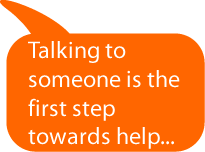 Talking to
someone is the
first step
towards help...